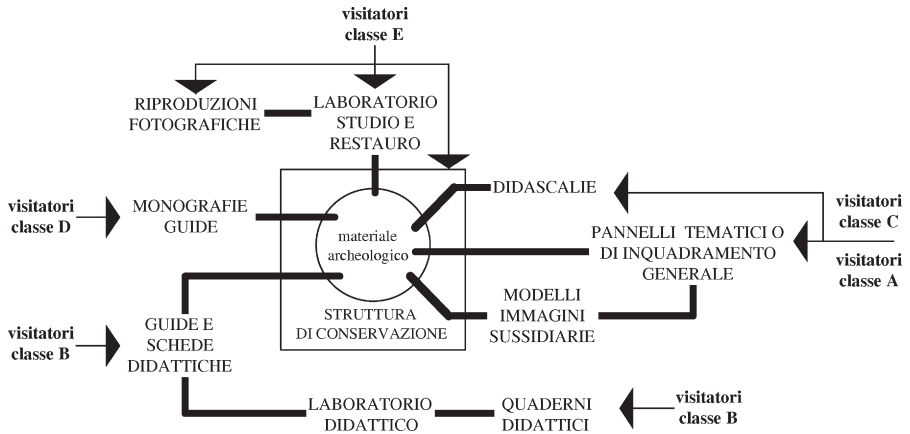 visitatori
classe E
RIPRODUZIONI
FOTOGRAFICHE
LABORATORIO
STUDIO E
RESTAURO
DIDASCALIE
visitatori
classe D
MONOGRAFIE
GUIDE
materiale
archeologico
PANNELLI TEMATICI O
DI INQUADRAMENTO
GENERALE
visitatori
classe C
visitatori
classe A
STRUTTURA
DI CONSERVAZIONE
MODELLI
IMMAGINI
SUSSIDIARIE
visitatori
classe B
GUIDE E
SCHEDE
DIDATTICHE
LABORATORIO
DIDATTICO
QUADERNI
DIDATTICI
visitatori
classe B